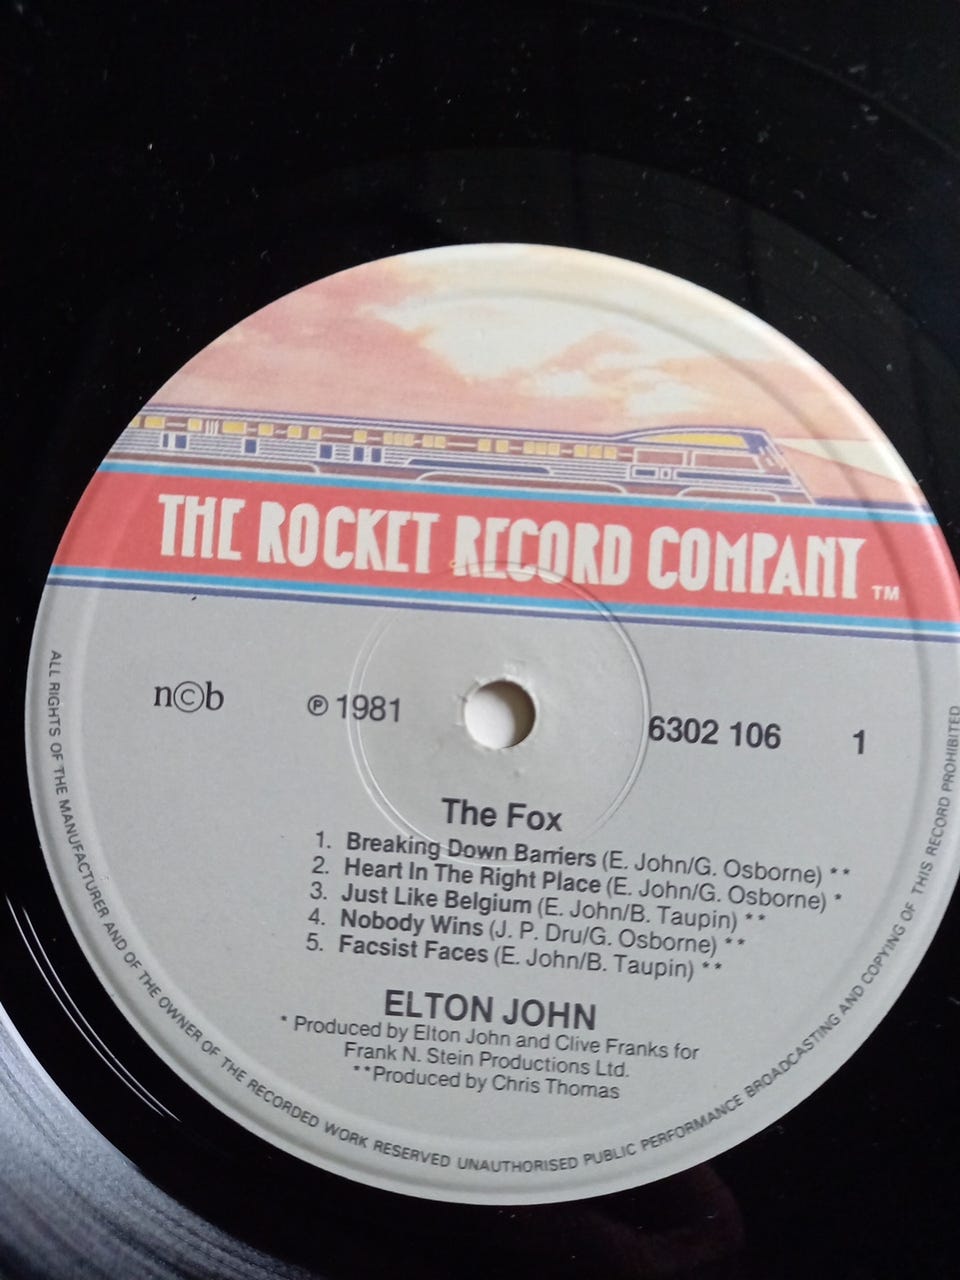 THE ROCKET RECORD COMPANY TM
n©b
℗ 1981
6302 106
1
The Fox
1. Breaking Down Barriers (E. John/G. Osborne) **
2. Heart In The Right Place (E. John/G. Osborne) *
3. Just Like Belgium (E. John/B. Taupin) **
4. Nobody Wins (J. P. Dru/G. Osborne) **
5. Facsist Faces (E. John/B. Taupin) **
ELTON JOHN
* Produced by Elton John and Clive Franks for
Frank N. Stein Productions Ltd.
**Produced by Chris Thomas
ALL RIGHTS OF THE MANUFACTURER AND OF THE OWNER OF THE RECORDED WORK RESERVED UNAUTHORISED PUBLIC PERFORMANCE BROADCASTING AND COPYING OF THIS RECORD PROHIBITED